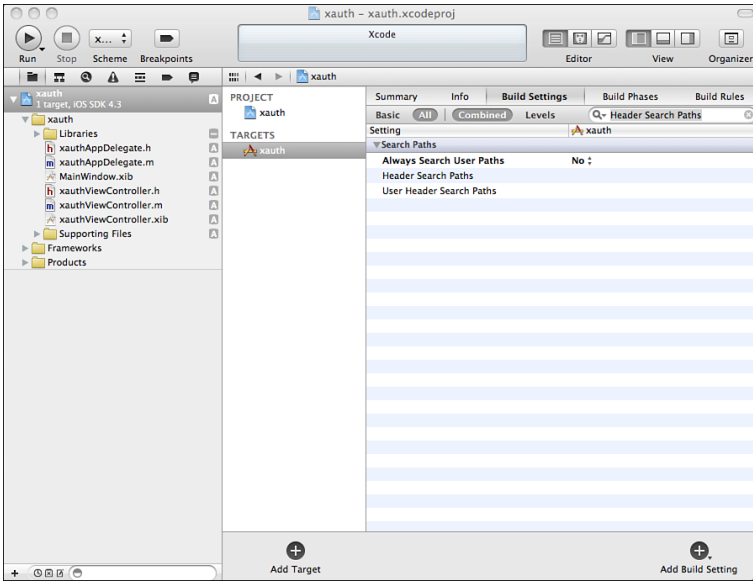 xauth – xauth.xcodeproj
x... Xcode
Run Stop Scheme Breakpoints Editor View Organizer
xauth
xauth
1 target, iOS SDK 4.3 A
PROJECT
xauth
TARGETS
xauth
Summary Info Build Settings Build Phases Build Rules
Basic All Combined Levels Header Search Paths
Setting xauth
Search Paths
Always Search User Paths No
Header Search Paths
User Header Search Paths
xauth
Libraries
h xauthAppDelegate.h A
m xauthAppDelegate.m A
MainWindow.xib A
h xauthViewController.h A
m xauthViewController.m A
xauthViewController.xib A
Supporting Files A
Frameworks
Products
Add Target Add Build Setting